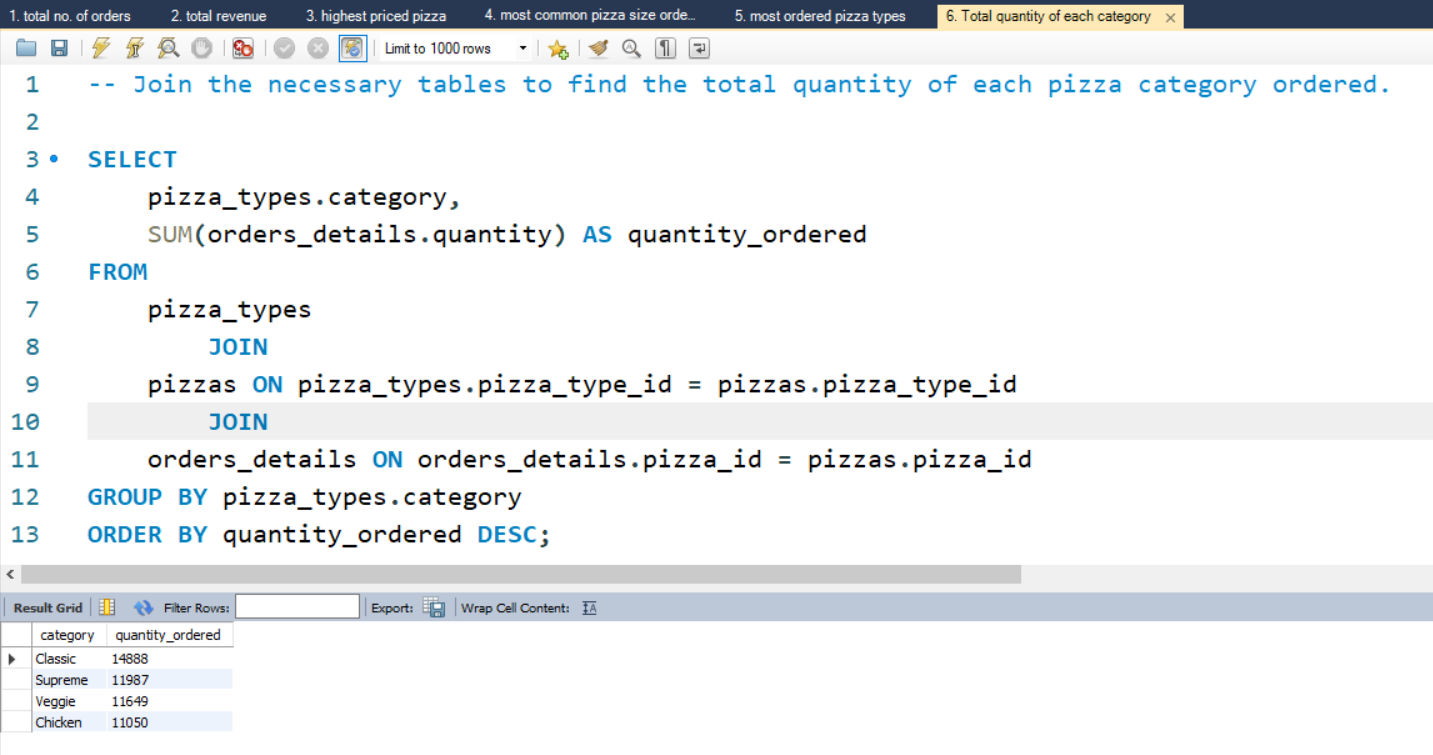 1. total no. of orders 2. total revenue 3. highest priced pizza 4. most common pizza size orde... 5. most ordered pizza types 6. Total quantity of each category
Limit to 1000 rows
1 -- Join the necessary tables to find the total quantity of each pizza category ordered.
2
3 SELECT
4 pizza_types.category,
5 SUM(orders_details.quantity) AS quantity_ordered
6 FROM
7 pizza_types
8 JOIN
9 pizzas ON pizza_types.pizza_type_id = pizzas.pizza_type_id
10 JOIN
11 orders_details ON orders_details.pizza_id = pizzas.pizza_id
12 GROUP BY pizza_types.category
13 ORDER BY quantity_ordered DESC;
Result Grid Filter Rows: Export: Wrap Cell Content: IA
category quantity_ordered
Classic 14888
Supreme 11987
Veggie 11649
Chicken 11050